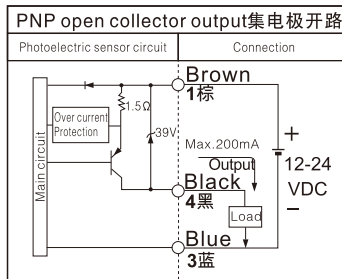 PNP open collector output集电极开路
Photoelectric sensor circuit
Connection
Brown
1棕
1.5Ω
Over current
Protection
39V
Max.200mA
Output
+
12-24
VDC
−
Main circuit
Black
4黑
Load
Blue
3蓝